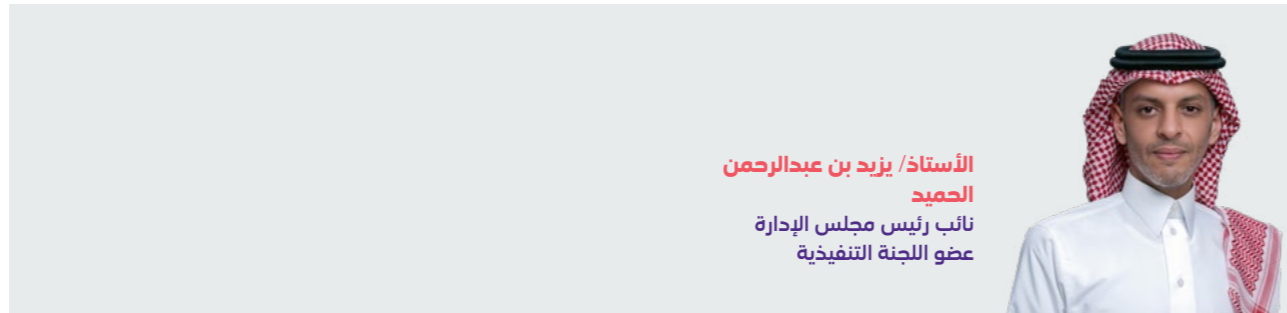 الأستاذ/ يزيد بن عبدالرحمن
الحميد
نائب رئيس مجلس الإدارة
عضو اللجنة التنفيذية